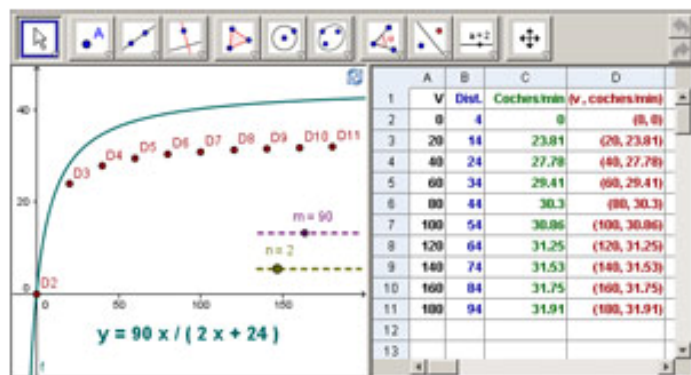 A
a=2
40
20
0
0
50
100
150
D2
D3
D4
D5
D6
D7
D8
D9
D10
D11
m = 90
n = 2
y = 90 x / ( 2 x + 24 )
f
A B C D
1 V Dist. Coches/min (v , coches/min)
2 0 4 0 (0, 0)
3 20 14 23.81 (20, 23.81)
4 40 24 27.78 (40, 27.78)
5 60 34 29.41 (60, 29.41)
6 80 44 30.3 (80, 30.3)
7 100 54 30.86 (100, 30.86)
8 120 64 31.25 (120, 31.25)
9 140 74 31.53 (140, 31.53)
10 160 84 31.75 (160, 31.75)
11 180 94 31.91 (180, 31.91)
12
13